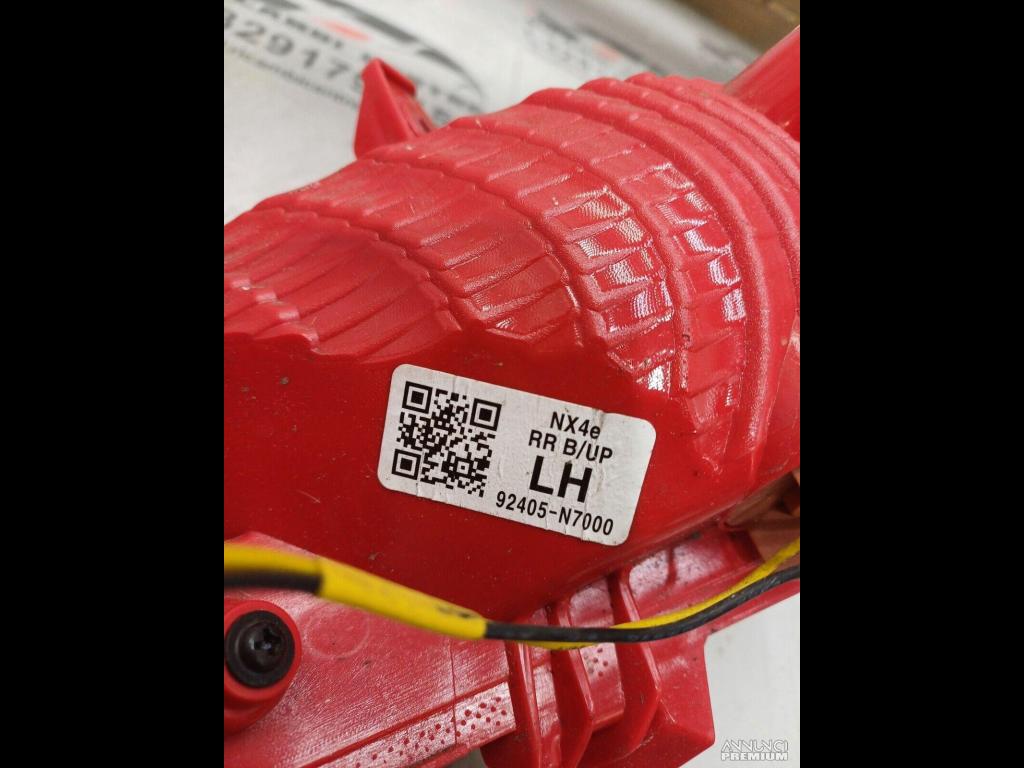 NX4e
RR B/UP
LH
92405-N7000
ANNUNCI
PREMIUM